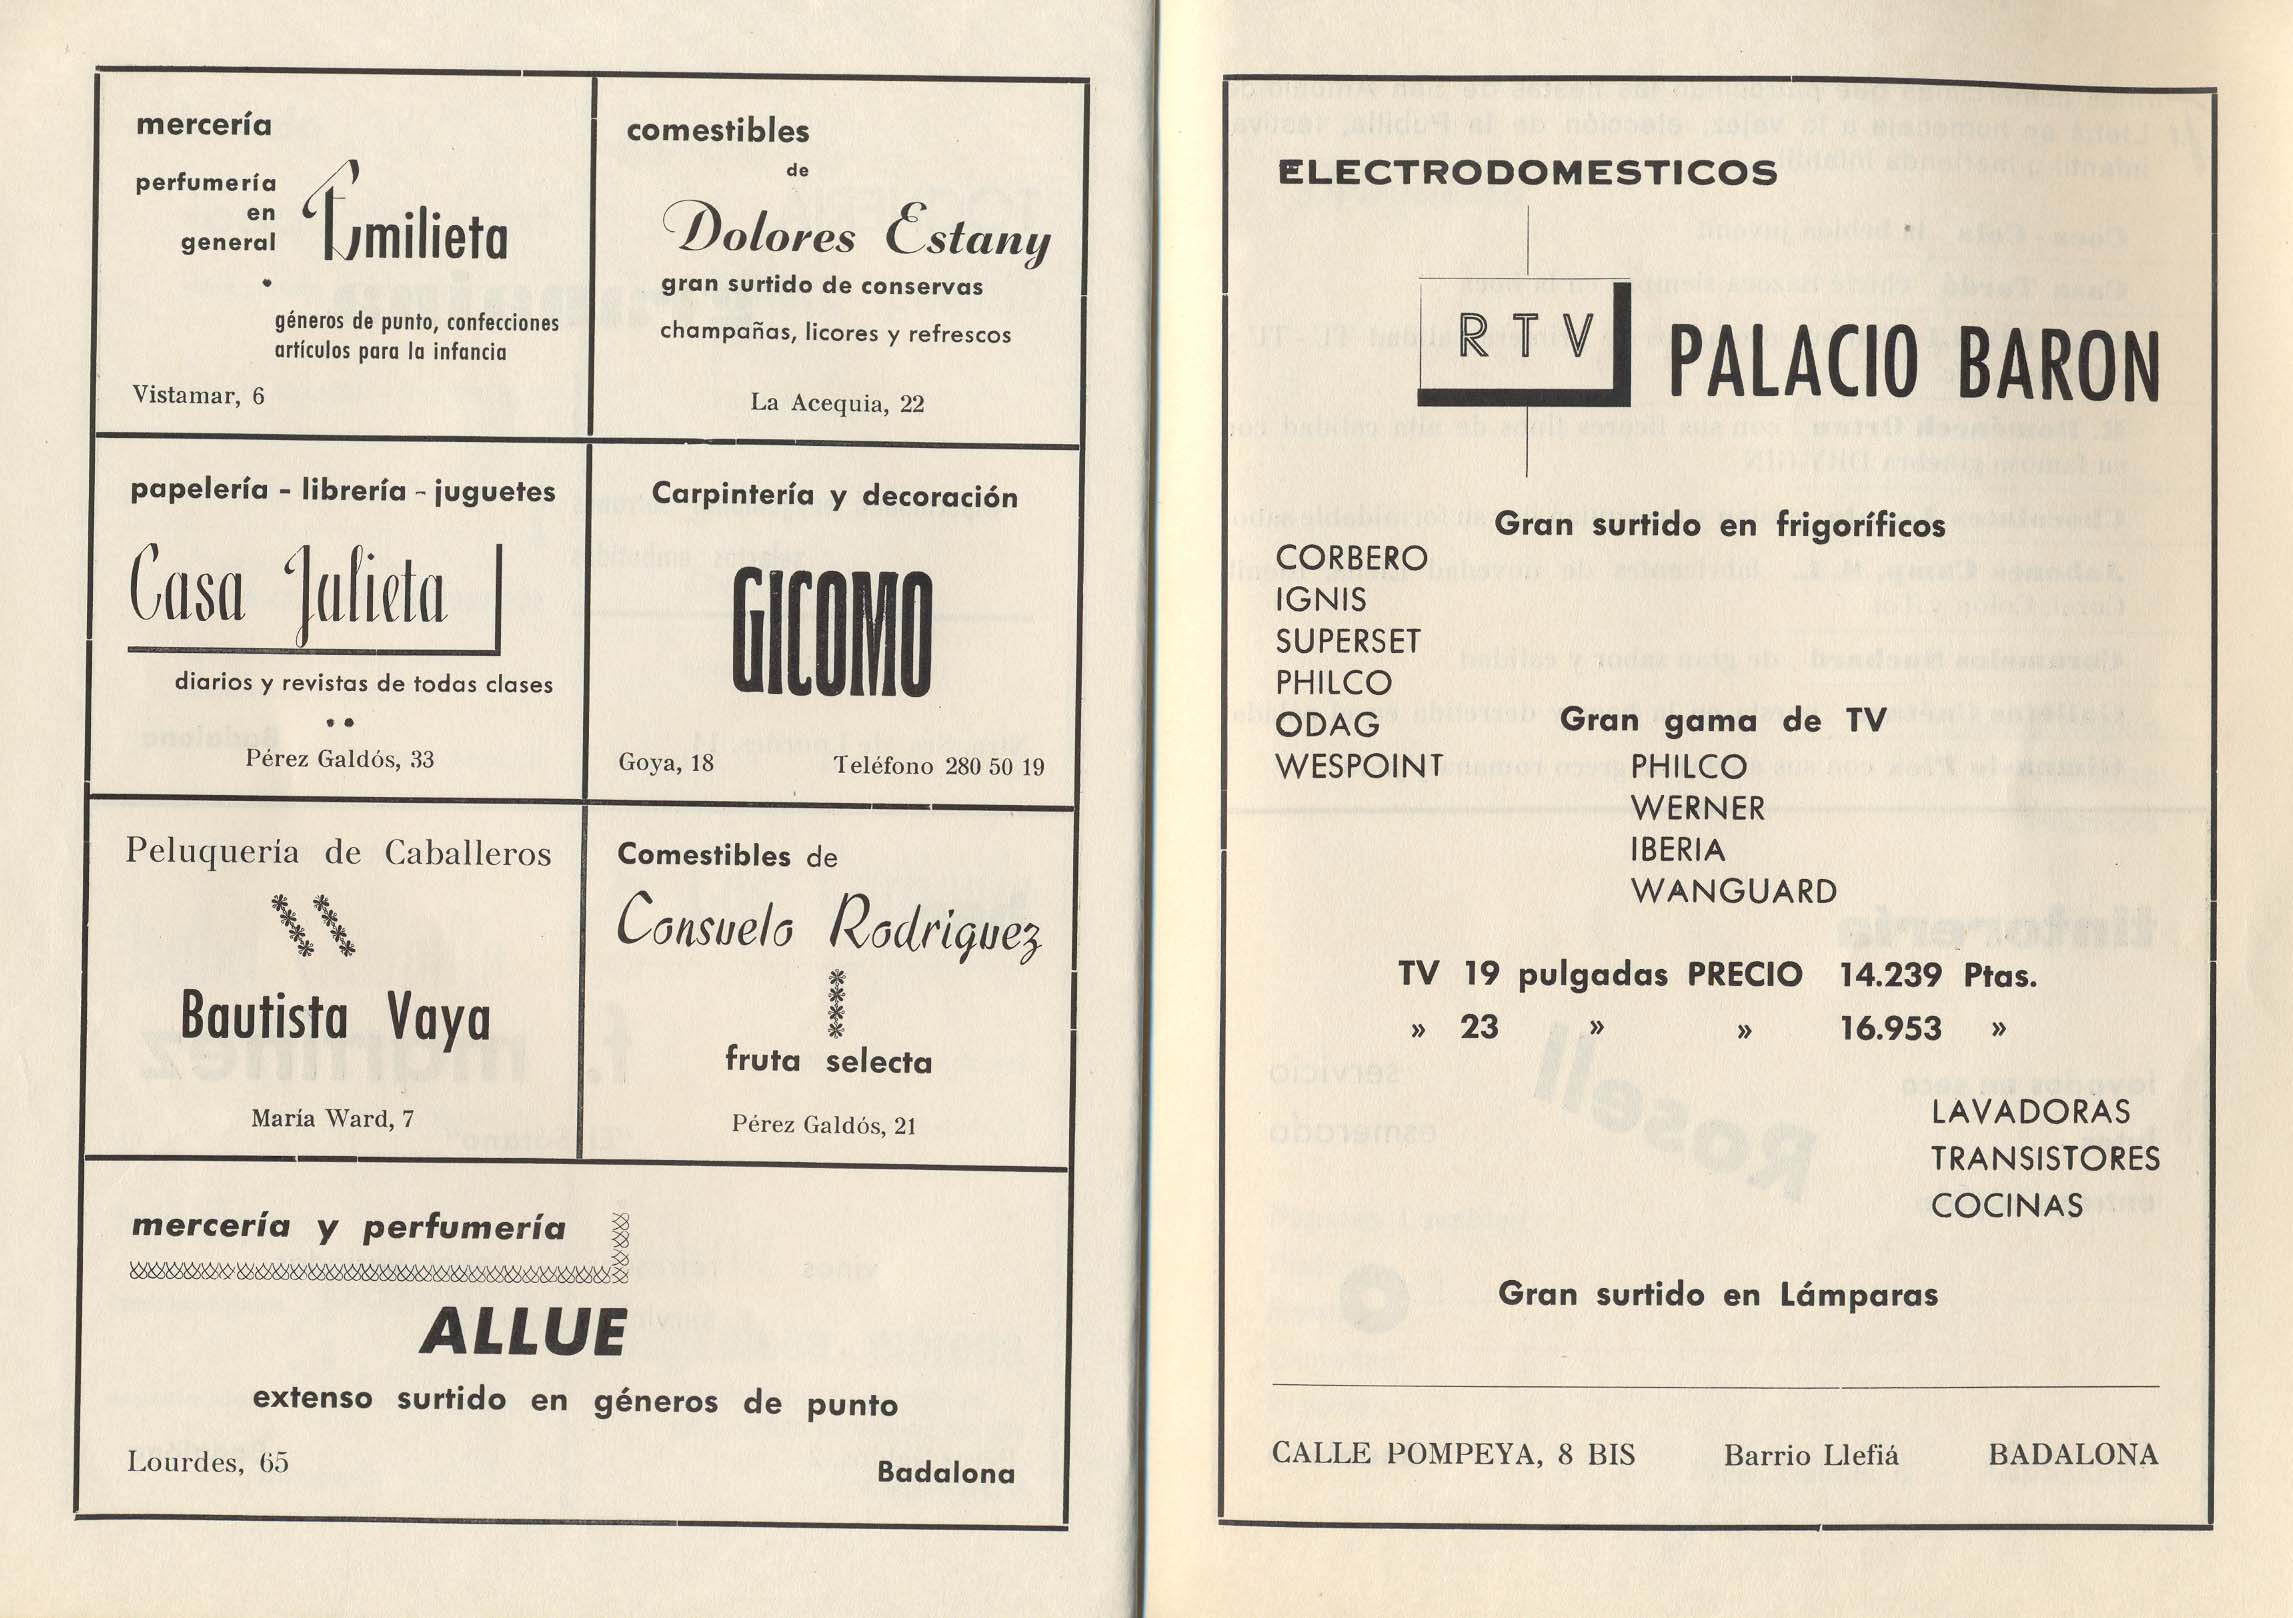 mercería
perfumería
en
general
Emilieta
géneros de punto, confecciones
artículos para la infancia
Vistamar, 6
comestibles
de
Dolores Estany
gran surtido de conservas
champañas, licores y refrescos
La Acequia, 22
papelería - librería - juguetes
Casa Julieta
diarios y revistas de todas clases
Pérez Galdós, 33
Carpintería y decoración
GICOMO
Goya, 18 Teléfono 280 50 19
Peluquería de Caballeros
Bautista Vaya
María Ward, 7
Comestibles de
Consuelo Rodriguez
fruta selecta
Pérez Galdós, 21
mercería y perfumería
ALLUE
extenso surtido en géneros de punto
Lourdes, 65 Badalona
ELECTRODOMESTICOS
RTV PALACIO BARON
Gran surtido en frigoríficos
CORBERO
IGNIS
SUPERSET
PHILCO
ODAG
WESPOINT
Gran gama de TV
PHILCO
WERNER
IBERIA
WANGUARD
TV 19 pulgadas PRECIO 14.239 Ptas.
» 23 » » 16.953 »
LAVADORAS
TRANSISTORES
COCINAS
Gran surtido en Lámparas
CALLE POMPEYA, 8 BIS Barrio Llefiá BADALONA